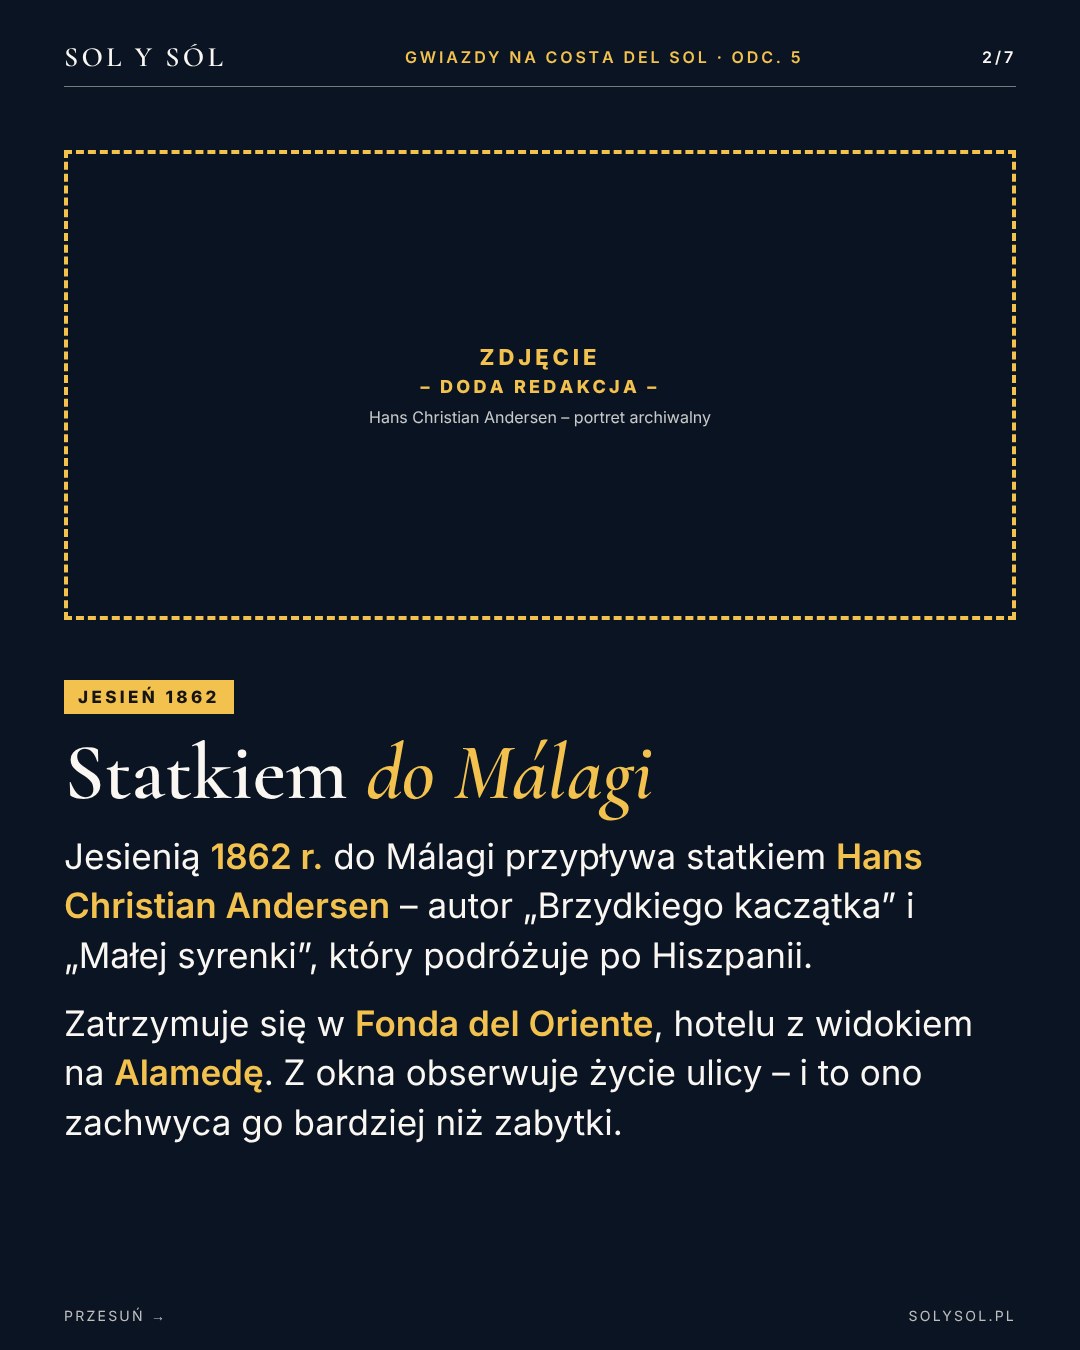 SOL Y SÓL
GWIAZDY NA COSTA DEL SOL · ODC. 5
2/7
ZDJĘCIE
– DODA REDAKCJA –
Hans Christian Andersen – portret archiwalny
JESIEŃ 1862
Statkiem do Málagi
Jesienią 1862 r. do Málagi przypływa statkiem Hans
Christian Andersen – autor „Brzydkiego kaczątka” i
„Małej syrenki”, który podróżuje po Hiszpanii.
Zatrzymuje się w Fonda del Oriente, hotelu z widokiem
na Alamedę. Z okna obserwuje życie ulicy – i to ono
zachwyca go bardziej niż zabytki.
PRZESUŃ →
SOLYSOL.PL